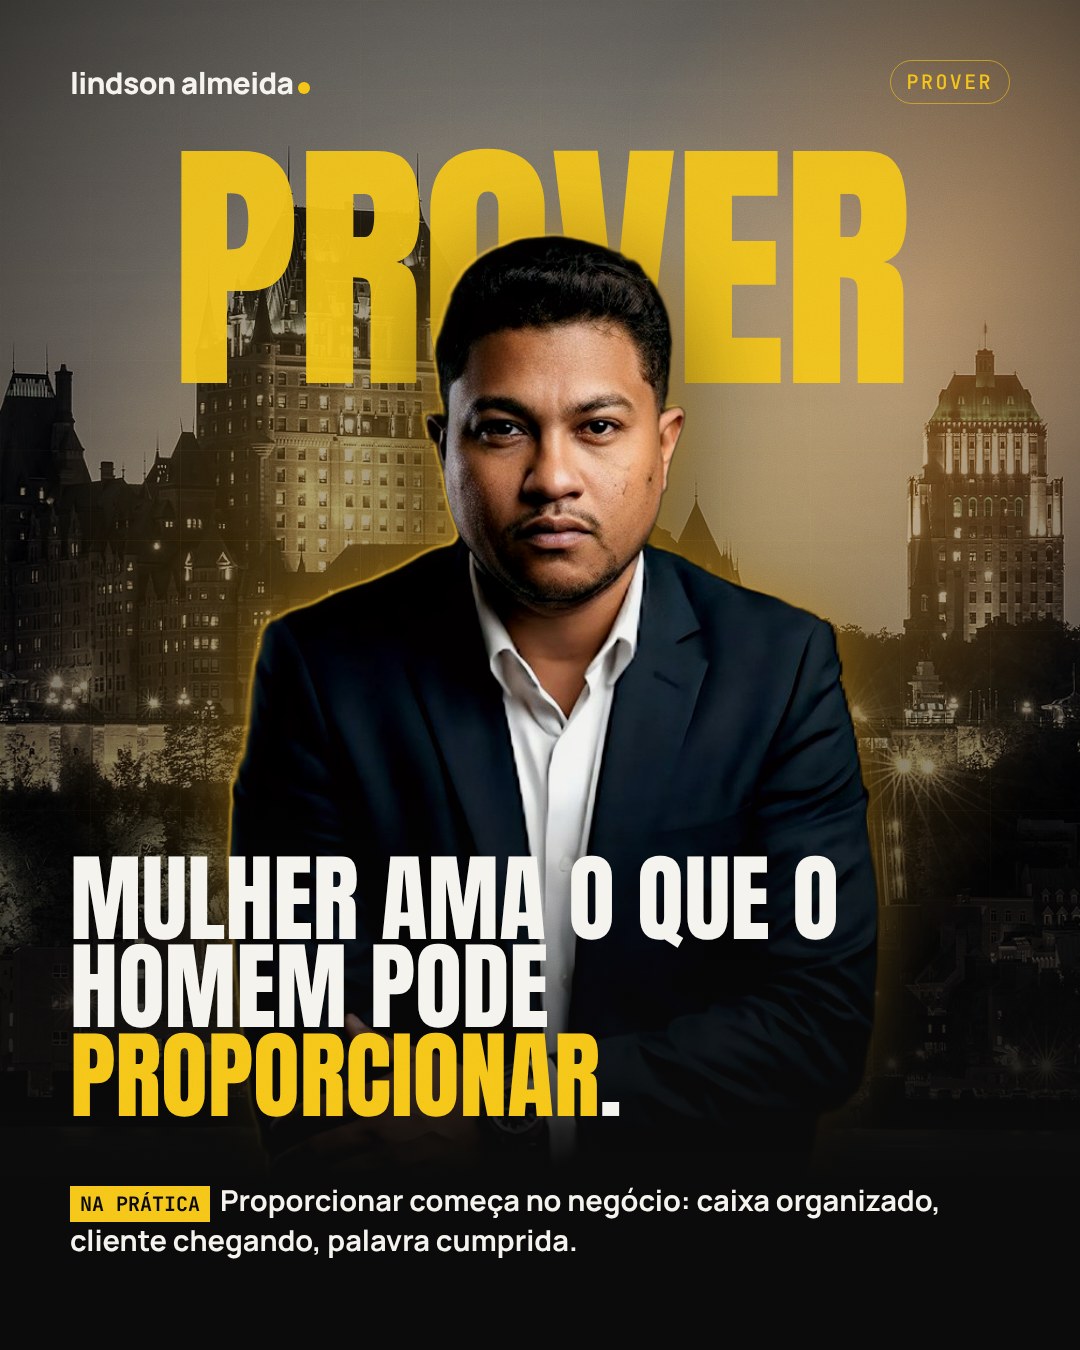 lindson almeida.
PROVER
PROVER
MULHER AMA O QUE O
HOMEM PODE
PROPORCIONAR.
NA PRÁTICA Proporcionar começa no negócio: caixa organizado,
cliente chegando, palavra cumprida.